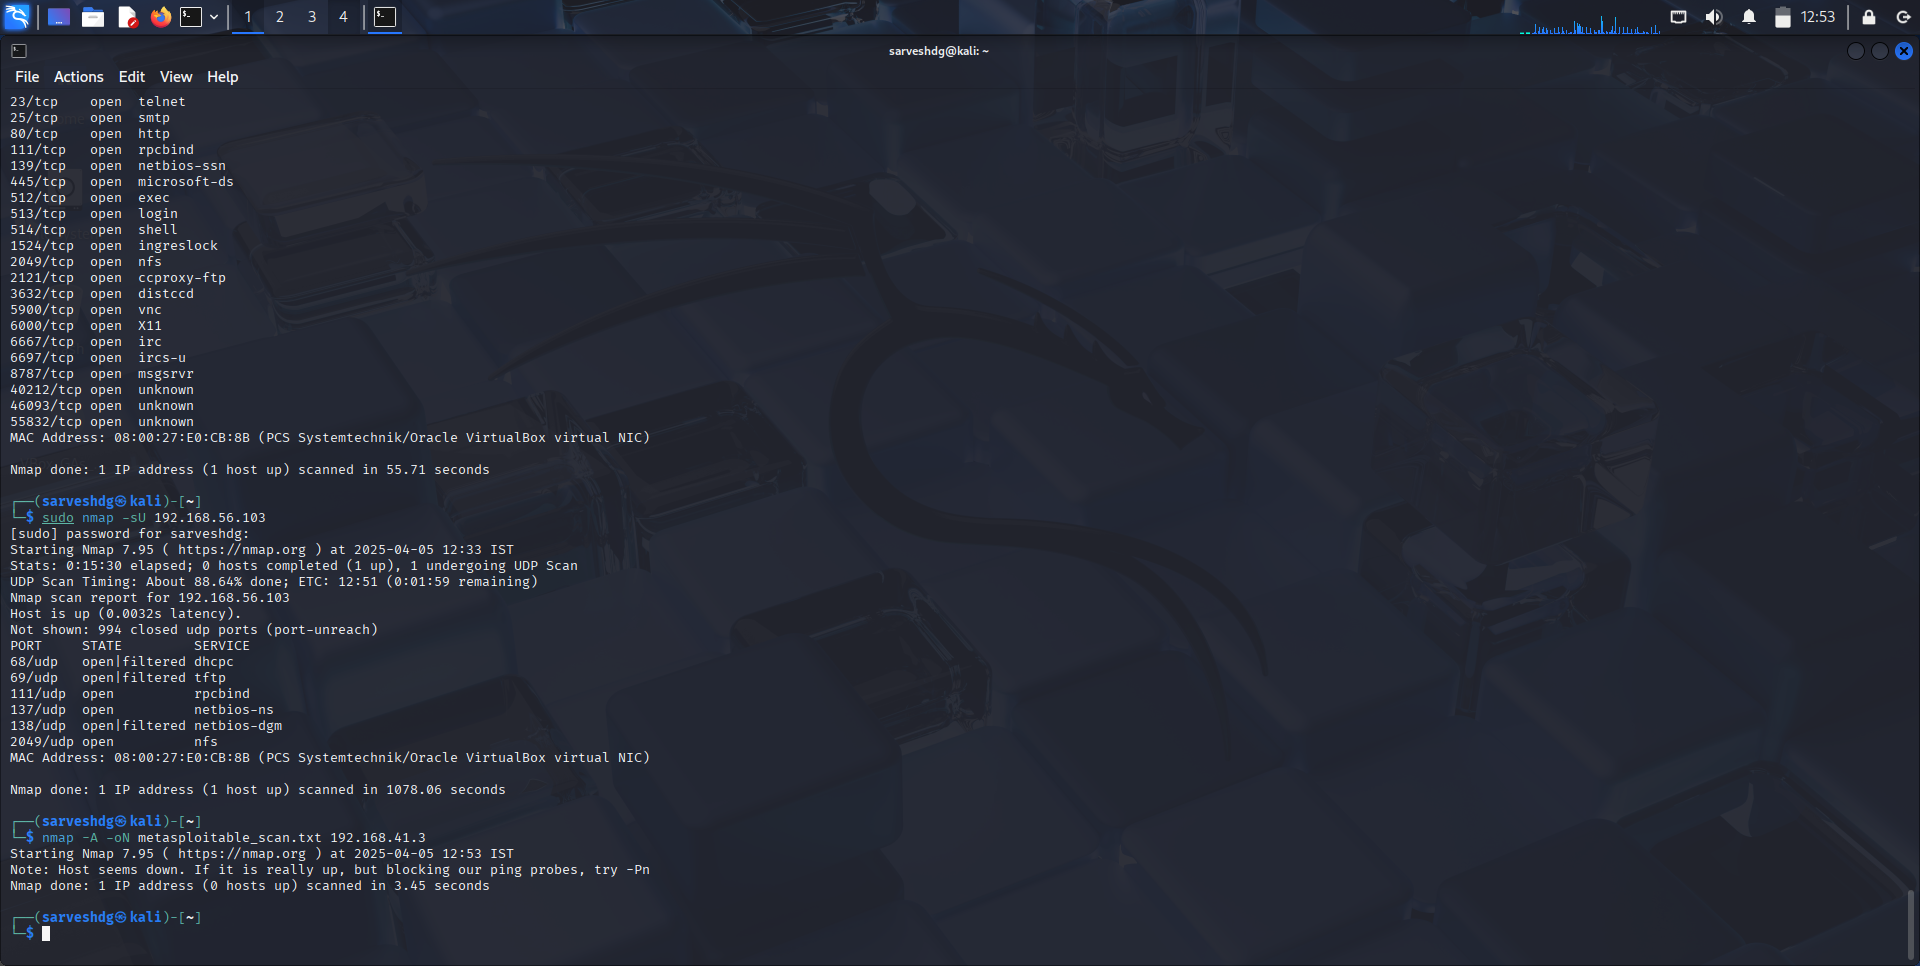 1 2 3 4 12:53
sarveshdg@kali: ~
File Actions Edit View Help
23/tcp    open  telnet
25/tcp    open  smtp
80/tcp    open  http
111/tcp   open  rpcbind
139/tcp   open  netbios-ssn
445/tcp   open  microsoft-ds
512/tcp   open  exec
513/tcp   open  login
514/tcp   open  shell
1524/tcp  open  ingreslock
2049/tcp  open  nfs
2121/tcp  open  ccproxy-ftp
3632/tcp  open  distccd
5900/tcp  open  vnc
6000/tcp  open  X11
6667/tcp  open  irc
6697/tcp  open  ircs-u
8787/tcp  open  msgsrvr
40212/tcp open  unknown
46093/tcp open  unknown
55832/tcp open  unknown
MAC Address: 08:00:27:E0:CB:8B (PCS Systemtechnik/Oracle VirtualBox virtual NIC)
Nmap done: 1 IP address (1 host up) scanned in 55.71 seconds
┌──(sarveshdg㉿kali)-[~]
└─$ sudo nmap -sU 192.168.56.103
[sudo] password for sarveshdg:
Starting Nmap 7.95 ( https://nmap.org ) at 2025-04-05 12:33 IST
Stats: 0:15:30 elapsed; 0 hosts completed (1 up), 1 undergoing UDP Scan
UDP Scan Timing: About 88.64% done; ETC: 12:51 (0:01:59 remaining)
Nmap scan report for 192.168.56.103
Host is up (0.0032s latency).
Not shown: 994 closed udp ports (port-unreach)
PORT     STATE         SERVICE
68/udp   open|filtered dhcpc
69/udp   open|filtered tftp
111/udp  open          rpcbind
137/udp  open          netbios-ns
138/udp  open|filtered netbios-dgm
2049/udp open          nfs
MAC Address: 08:00:27:E0:CB:8B (PCS Systemtechnik/Oracle VirtualBox virtual NIC)
Nmap done: 1 IP address (1 host up) scanned in 1078.06 seconds
┌──(sarveshdg㉿kali)-[~]
└─$ nmap -A -oN metasploitable_scan.txt 192.168.41.3
Starting Nmap 7.95 ( https://nmap.org ) at 2025-04-05 12:53 IST
Note: Host seems down. If it is really up, but blocking our ping probes, try -Pn
Nmap done: 1 IP address (0 hosts up) scanned in 3.45 seconds
┌──(sarveshdg㉿kali)-[~]
└─$